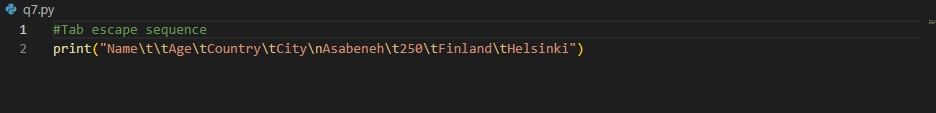 q7.py
1 #Tab escape sequence
2 print("Name\t\tAge\tCountry\tCity\nAsabeneh\t250\tFinland\tHelsinki")